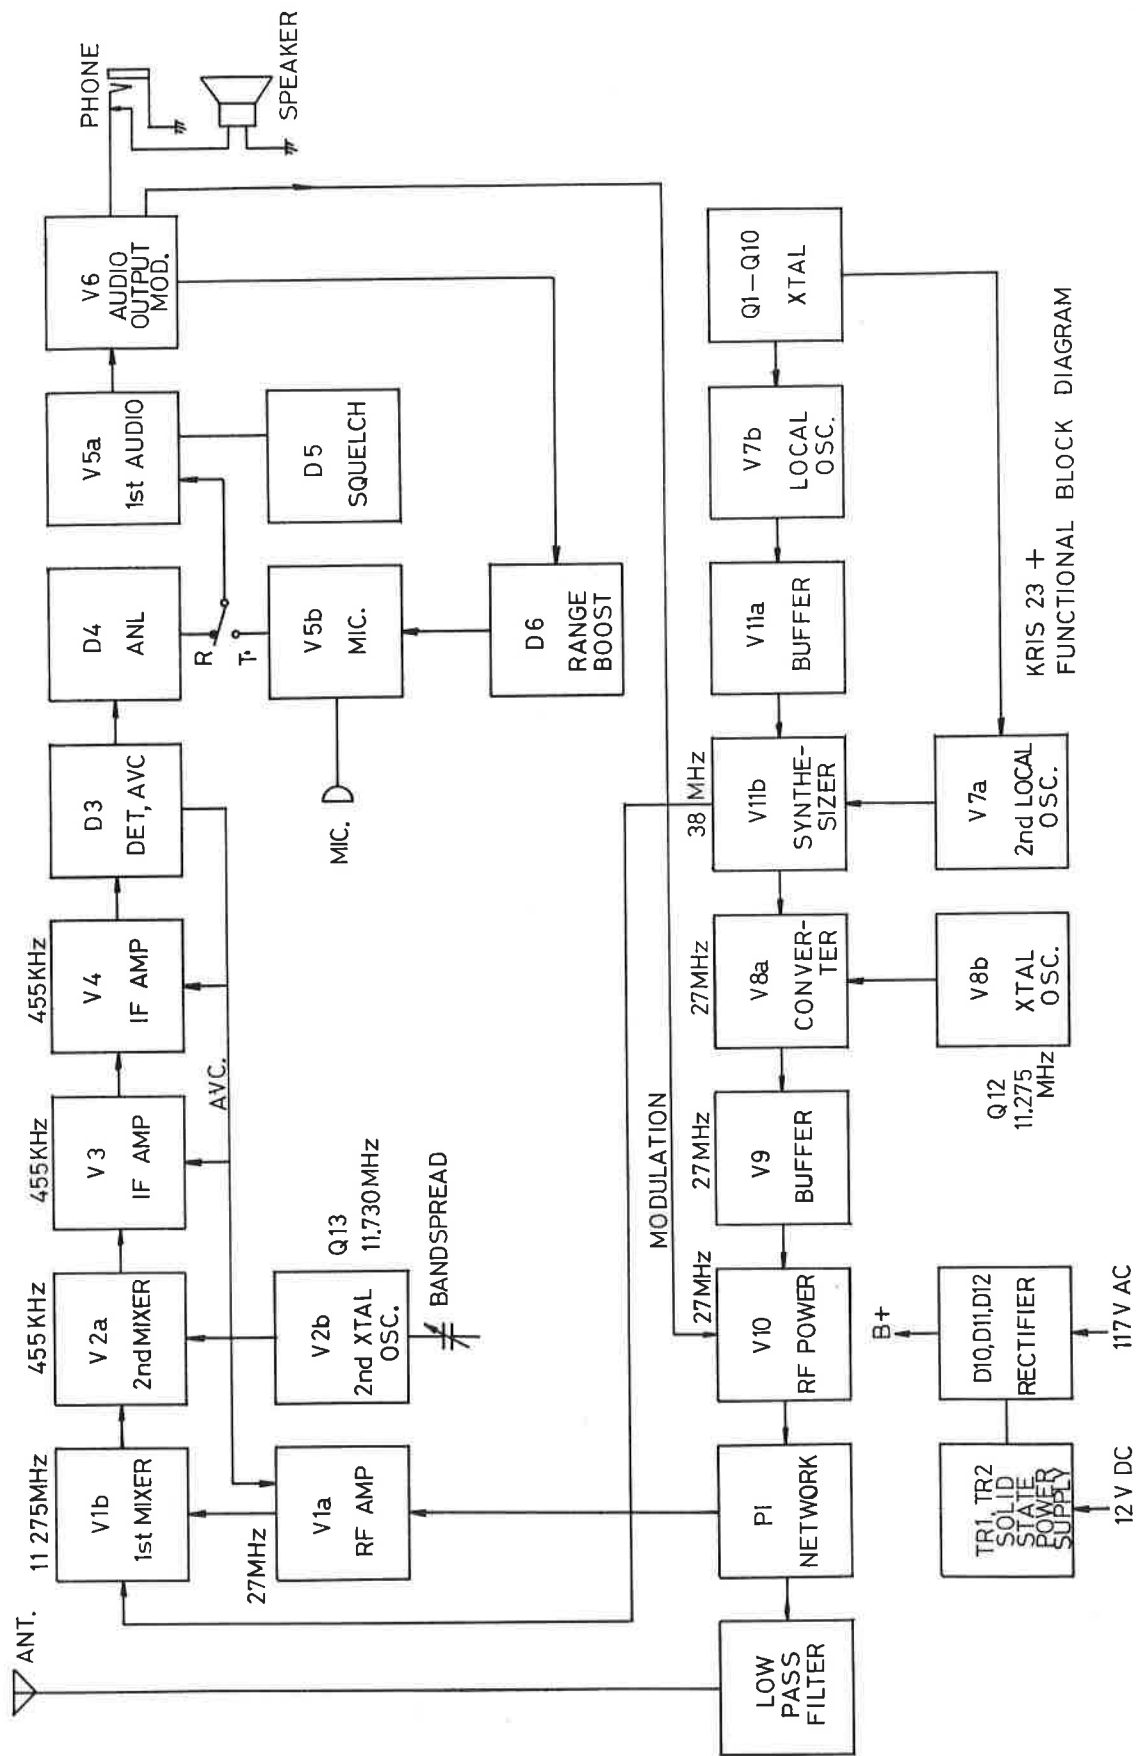 ANT.
11 275MHz
V1b
1st MIXER
455KHz
V2a
2nd MIXER
455KHz
V3
IF AMP
455KHz
V4
IF AMP
D3
DET, AVC
D4
ANL
V5a
1st AUDIO
V6
AUDIO
OUTPUT
MOD.
PHONE
SPEAKER
27MHz
V1a
RF AMP
V2b
2nd XTAL
OSC.
Q13
11.730MHz
BANDSPREAD
AVC.
MIC.
R
T.
V5b
MIC.
D5
SQUELCH
D6
RANGE
BOOST
MODULATION
LOW
PASS
FILTER
PI
NETWORK
27MHz
V10
RF POWER
27MHz
V9
BUFFER
27MHz
V8a
CONVER-
TER
38 MHz
V11b
SYNTHE-
SIZER
V11a
BUFFER
V7b
LOCAL
OSC.
Q1-Q10
XTAL
TR1, TR2
SOLID
STATE
POWER
SUPPLY
12 V DC
B+
D10,D11,D12
RECTIFIER
117V AC
Q12
11.275
MHz
V8b
XTAL
OSC.
V7a
2nd LOCAL
OSC.
KRIS 23 +
FUNCTIONAL BLOCK DIAGRAM